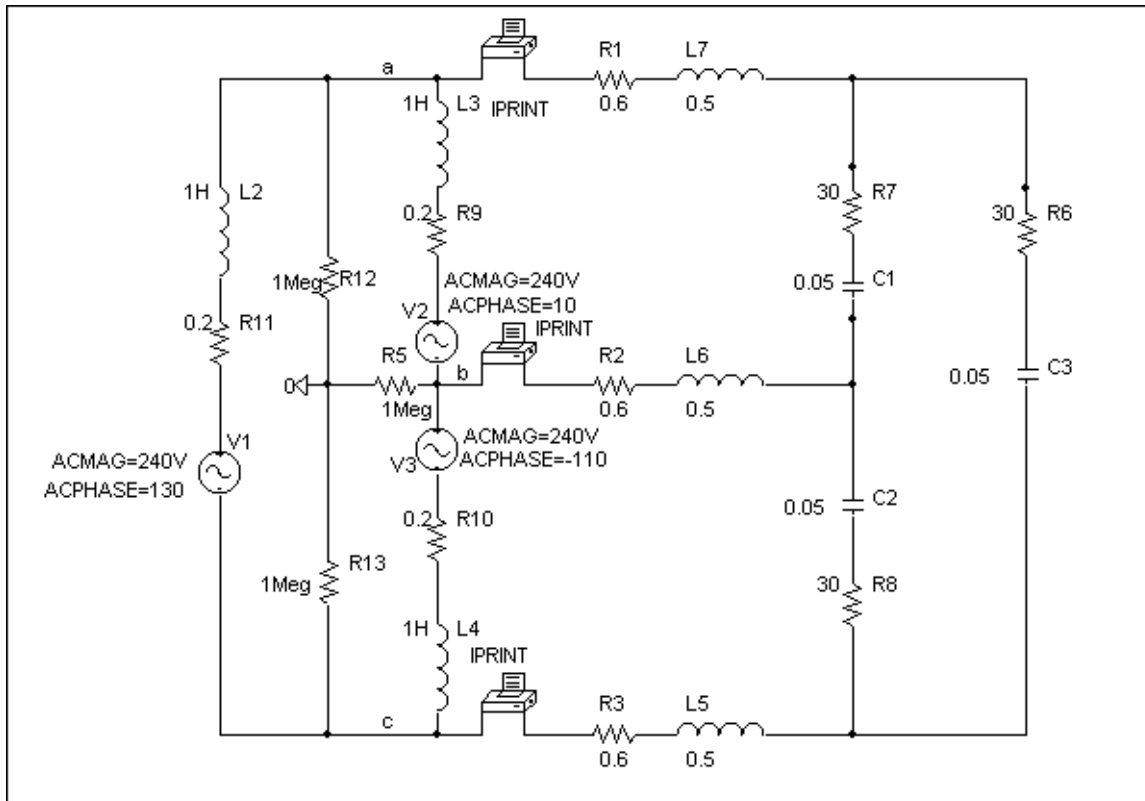 R1
L7
a
1H
L3
IPRINT
0.6
0.5
1H
L2
30
R7
0.2
R9
30
R6
1Meg
R12
ACMAG=240V
ACPHASE=10
0.05
C1
0.2
R11
V2
IPRINT
R5
b
R2
L6
0
1Meg
0.6
0.5
0.05
C3
V1
ACMAG=240V
ACPHASE=130
ACMAG=240V
ACPHASE=-110
V3
0.05
C2
0.2
R10
R13
1Meg
30
R8
1H
L4
IPRINT
c
R3
L5
0.6
0.5